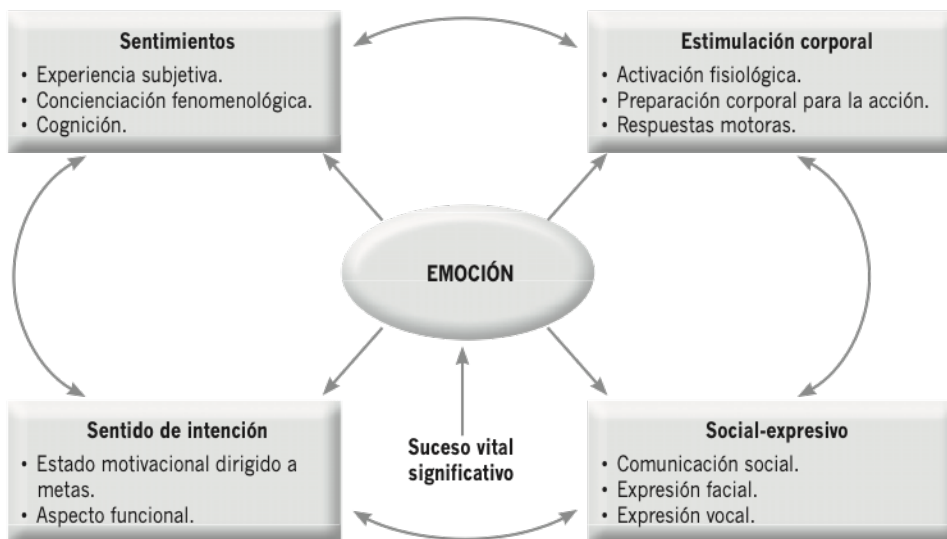 Sentimientos
• Experiencia subjetiva.
• Concienciación fenomenológica.
• Cognición.
Estimulación corporal
• Activación fisiológica.
• Preparación corporal para la acción.
• Respuestas motoras.
EMOCIÓN
Sentido de intención
• Estado motivacional dirigido a
metas.
• Aspecto funcional.
Suceso vital
significativo
Social-expresivo
• Comunicación social.
• Expresión facial.
• Expresión vocal.